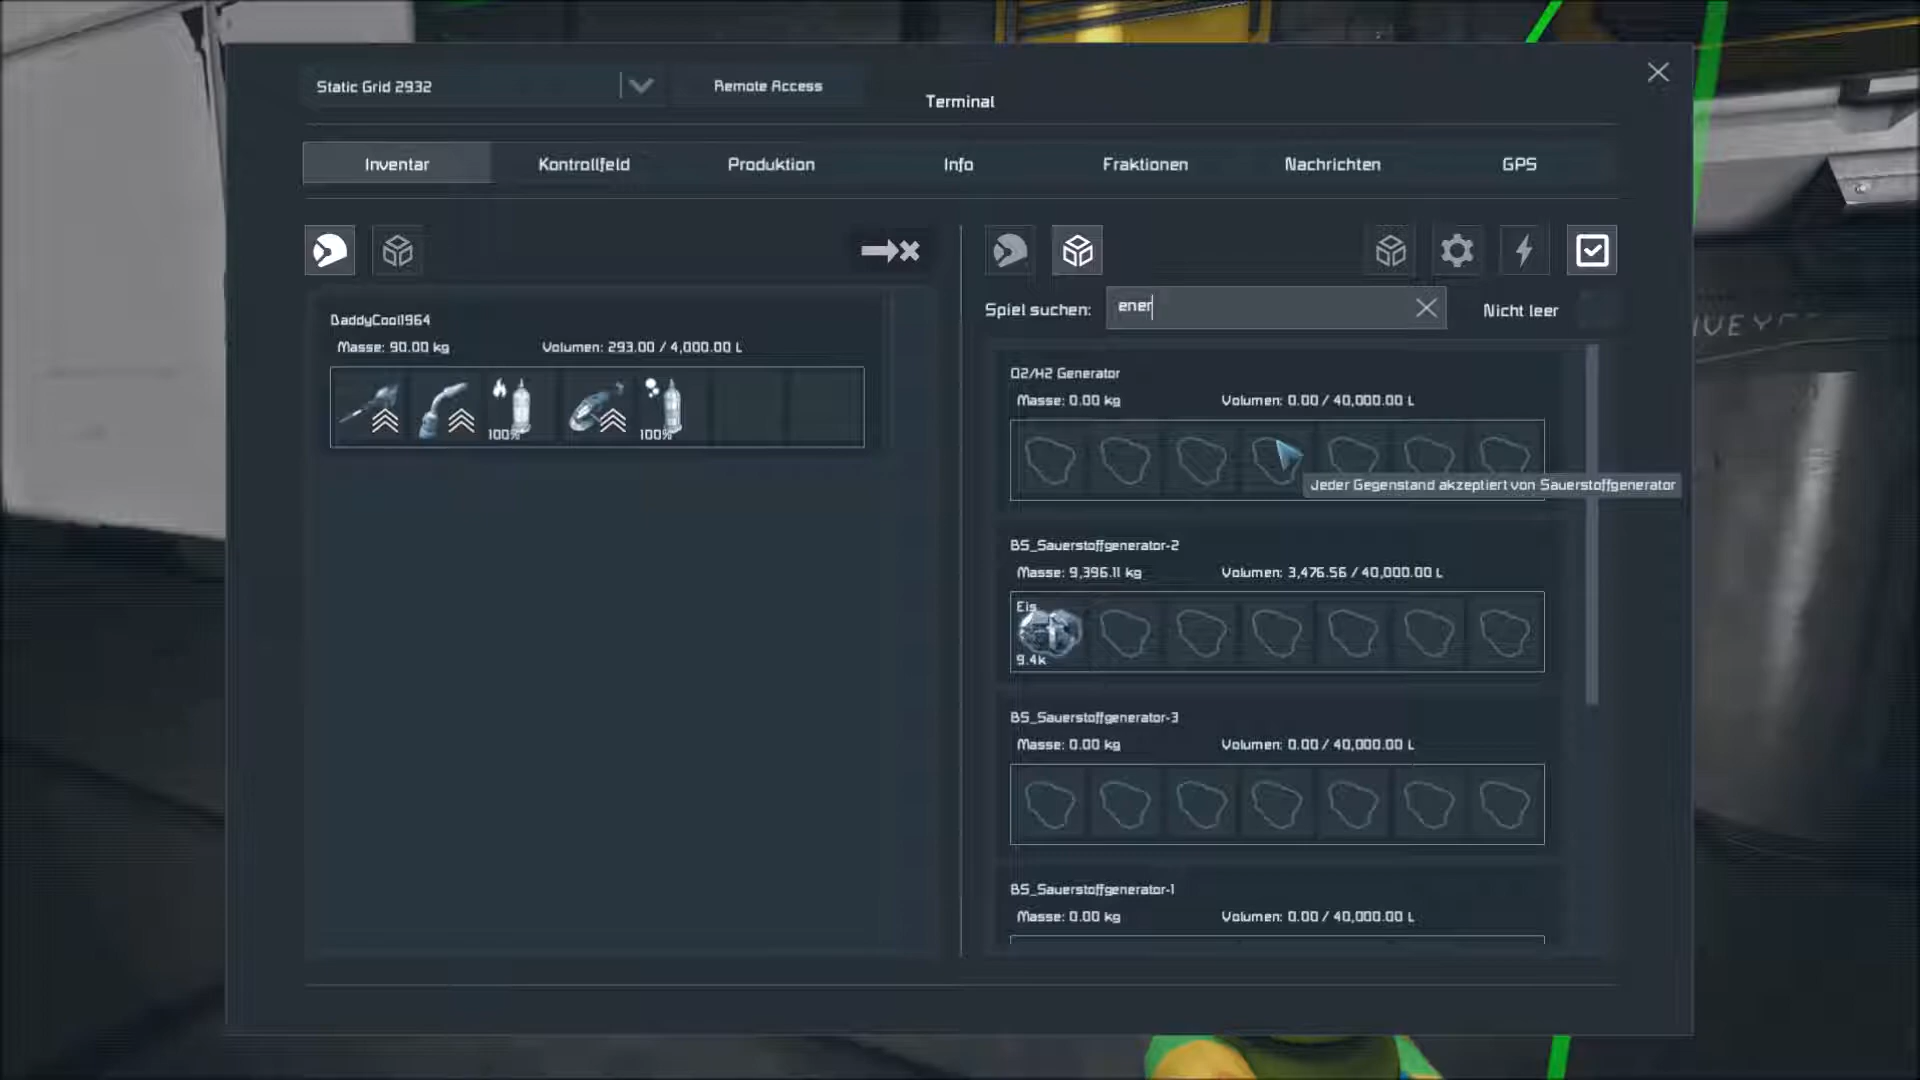 Static Grid 2932
Remote Access
Terminal
Inventar
Kontrollfeld
Produktion
Info
Fraktionen
Nachrichten
GPS
Spiel suchen:
ener
Nicht leer
DaddyCool1964
Masse: 90.00 kg
Volumen: 293.00 / 4,000.00 L
100%
100%
O2/H2 Generator
Masse: 0.00 kg
Volumen: 0.00 / 40,000.00 L
Jeder Gegenstand akzeptiert von Sauerstoffgenerator
BS_Sauerstoffgenerator-2
Masse: 9,396.11 kg
Volumen: 3,476.56 / 40,000.00 L
Eis
9.4k
BS_Sauerstoffgenerator-3
Masse: 0.00 kg
Volumen: 0.00 / 40,000.00 L
BS_Sauerstoffgenerator-1
Masse: 0.00 kg
Volumen: 0.00 / 40,000.00 L